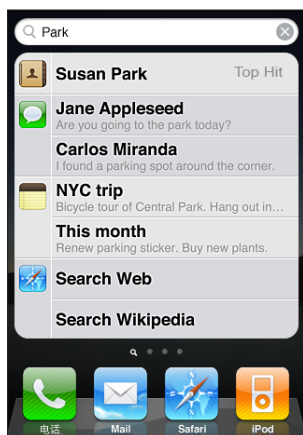 Park
Susan Park Top Hit
Jane Appleseed
Are you going to the park today?
Carlos Miranda
I found a parking spot around the corner.
NYC trip
Bicycle tour of Central Park. Hang out in...
This month
Renew parking sticker. Buy new plants.
Search Web
Search Wikipedia
电话 Mail Safari iPod